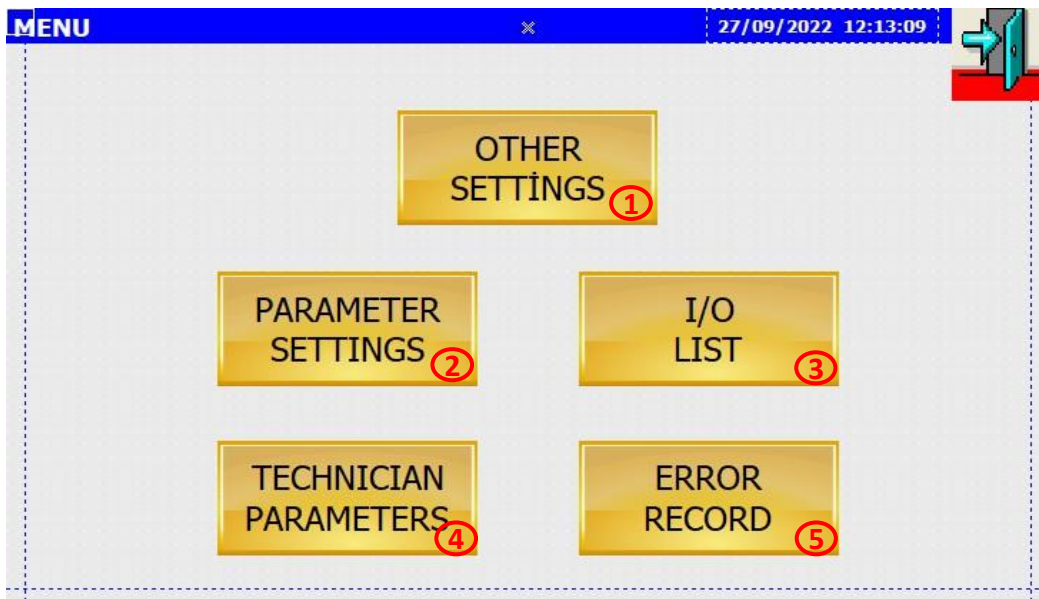 MENU
27/09/2022 12:13:09
OTHER
SETTİNGS
1
PARAMETER
SETTINGS
2
I/O
LIST
3
TECHNICIAN
PARAMETERS
4
ERROR
RECORD
5